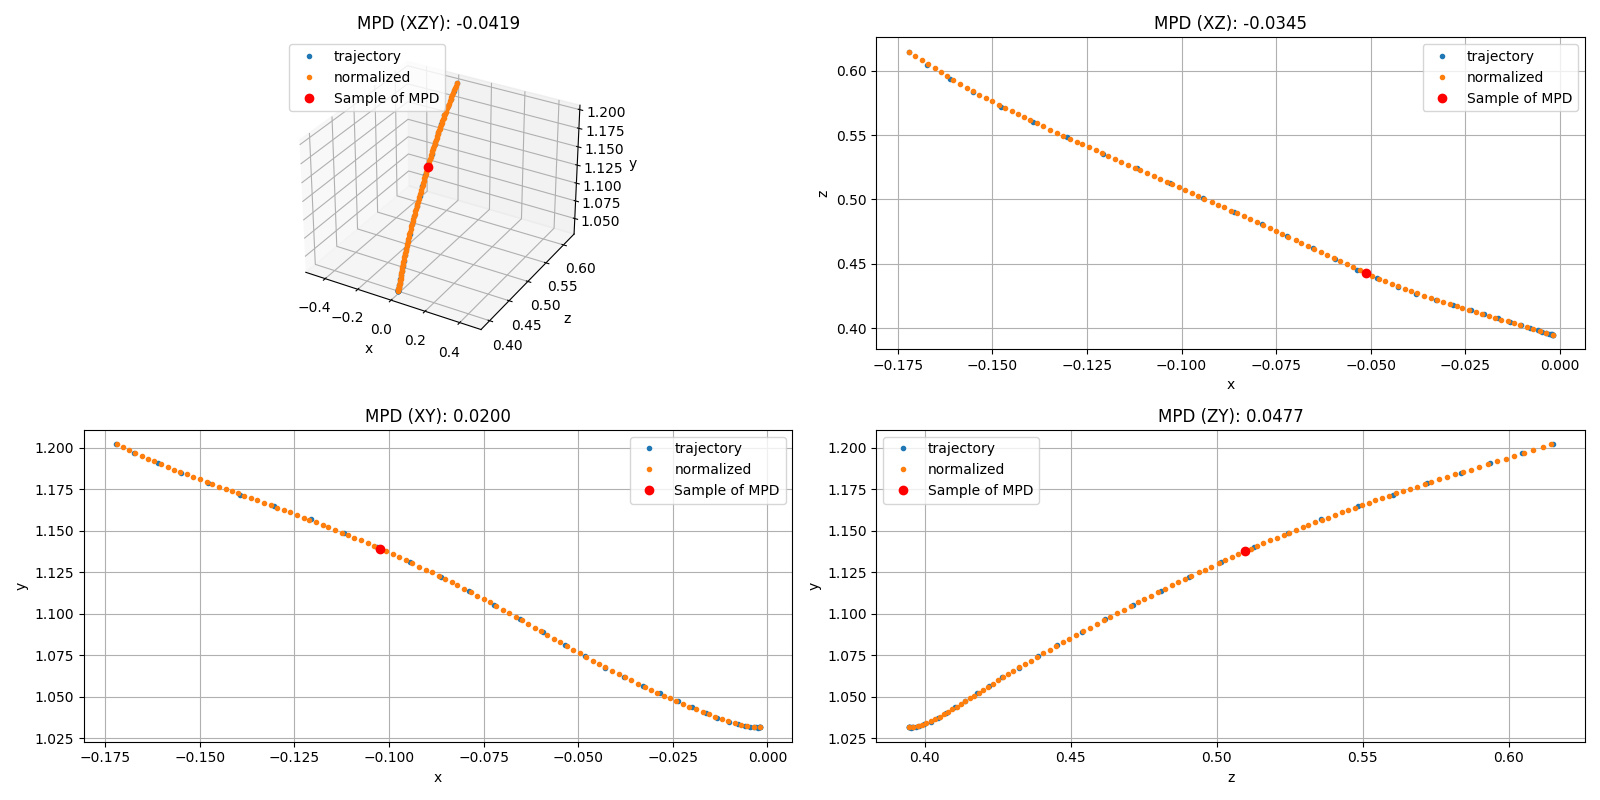 MPD (XZY): -0.0419
trajectory
normalized
Sample of MPD
1.200
1.175
1.150
1.125
1.100
1.075
1.050
y
0.60
0.55
0.50
0.45
0.40
z
−0.4
−0.2
0.0
0.2
0.4
x
MPD (XZ): -0.0345
trajectory
normalized
Sample of MPD
0.60
0.55
0.50
0.45
0.40
z
−0.175 −0.150 −0.125 −0.100 −0.075 −0.050 −0.025 0.000
x
MPD (XY): 0.0200
trajectory
normalized
Sample of MPD
1.200
1.175
1.150
1.125
1.100
1.075
1.050
1.025
y
−0.175 −0.150 −0.125 −0.100 −0.075 −0.050 −0.025 0.000
x
MPD (ZY): 0.0477
trajectory
normalized
Sample of MPD
1.200
1.175
1.150
1.125
1.100
1.075
1.050
1.025
y
0.40 0.45 0.50 0.55 0.60
z